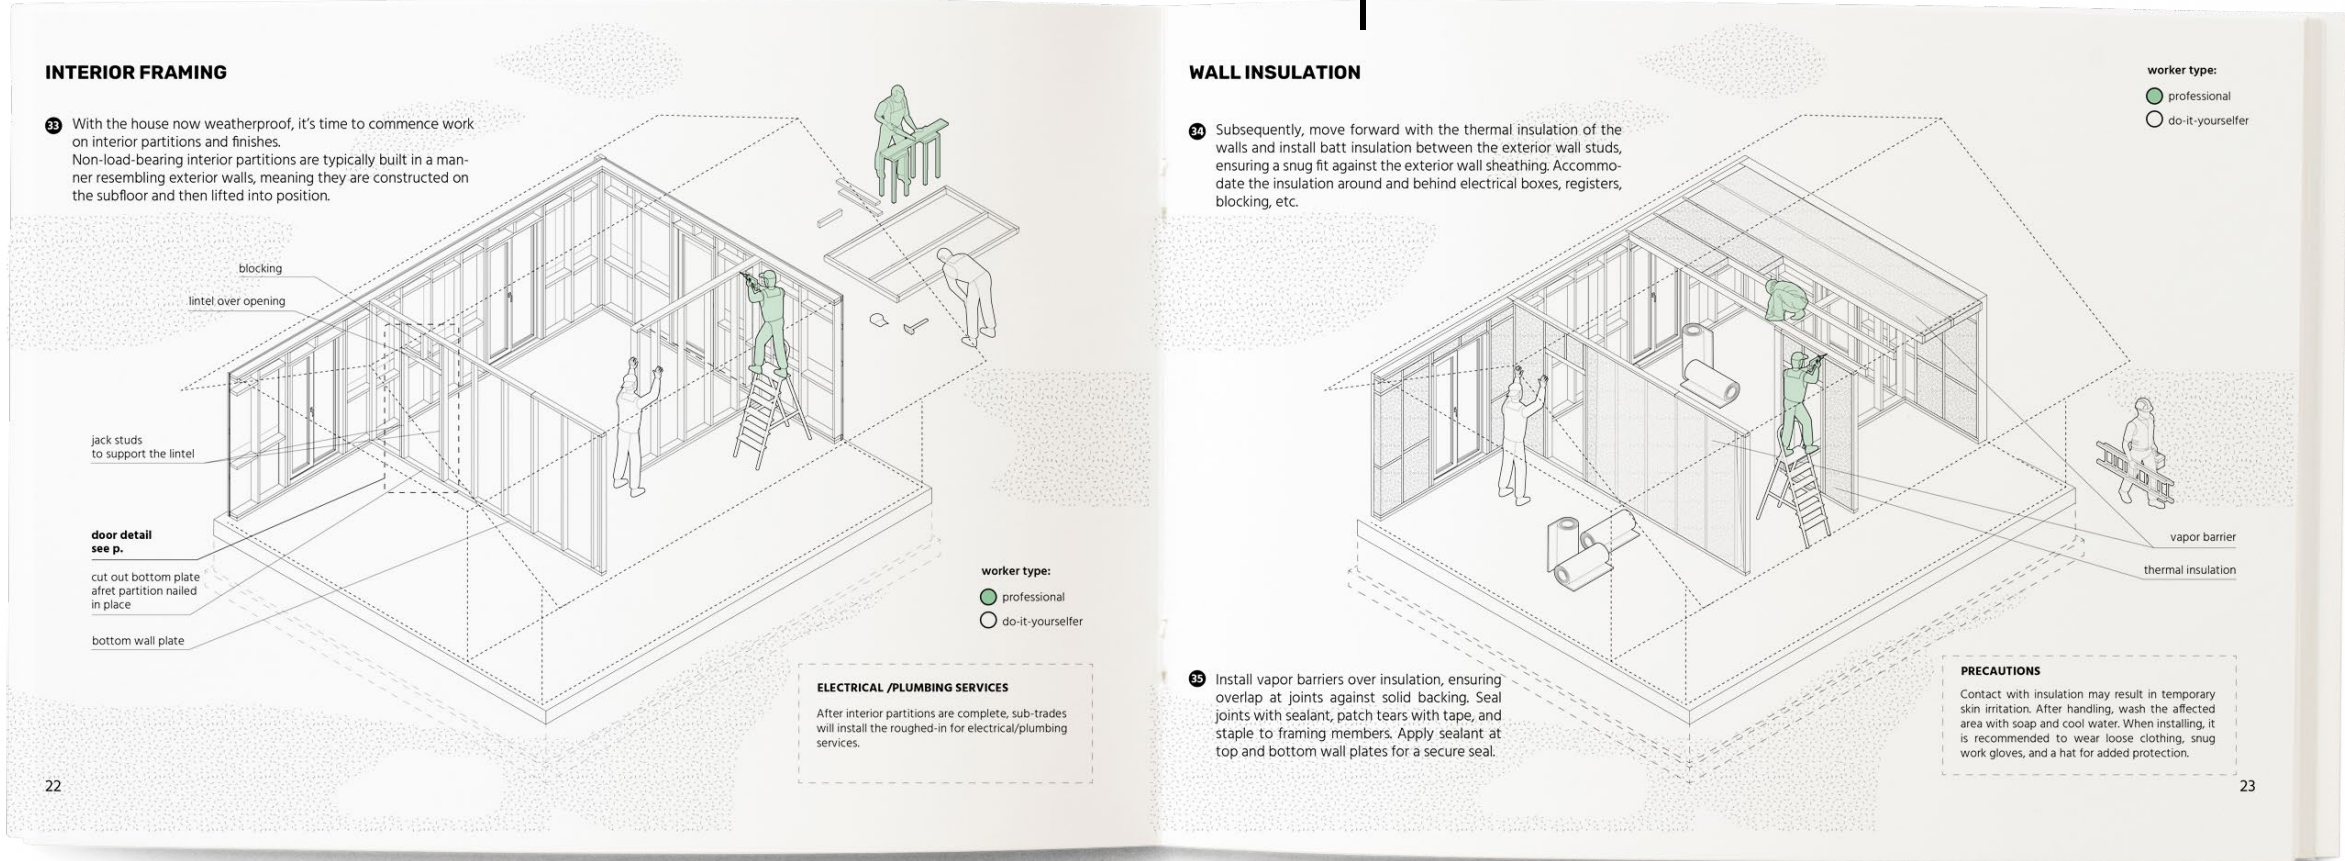 INTERIOR FRAMING
33 With the house now weatherproof, it's time to commence work
on interior partitions and finishes.
Non-load-bearing interior partitions are typically built in a man-
ner resembling exterior walls, meaning they are constructed on
the subfloor and then lifted into position.
blocking
lintel over opening
jack studs
to support the lintel
door detail
see p.
cut out bottom plate
afret partition nailed
in place
bottom wall plate
worker type:
professional
do-it-yourselfer
ELECTRICAL /PLUMBING SERVICES
After interior partitions are complete, sub-trades
will install the roughed-in for electrical/plumbing
services.
22
WALL INSULATION
worker type:
professional
do-it-yourselfer
34 Subsequently, move forward with the thermal insulation of the
walls and install batt insulation between the exterior wall studs,
ensuring a snug fit against the exterior wall sheathing. Accommo-
date the insulation around and behind electrical boxes, registers,
blocking, etc.
vapor barrier
thermal insulation
35 Install vapor barriers over insulation, ensuring
overlap at joints against solid backing. Seal
joints with sealant, patch tears with tape, and
staple to framing members. Apply sealant at
top and bottom wall plates for a secure seal.
PRECAUTIONS
Contact with insulation may result in temporary
skin irritation. After handling, wash the affected
area with soap and cool water. When installing, it
is recommended to wear loose clothing, snug
work gloves, and a hat for added protection.
23